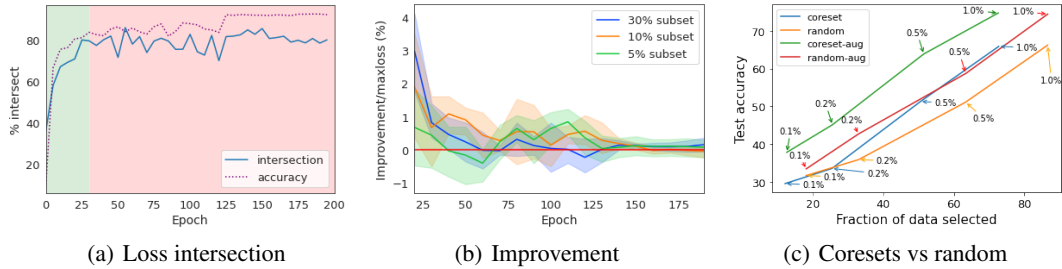 % intersect
80
60
40
20
intersection
accuracy
0 25 50 75 100 125 150 175 200
Epoch
(a) Loss intersection
Improvement/maxloss (%)
4
3
2
1
0
−1
30% subset
10% subset
5% subset
25 50 75 100 125 150 175
Epoch
(b) Improvement
Test accuracy
70
60
50
40
30
coreset
random
coreset-aug
random-aug
1.0% 1.0%
0.5% 0.5% 1.0%
1.0%
0.2% 0.2% 0.5%
0.5%
0.1% 0.1% 0.2%
0.2%
0.1% 0.1%
20 40 60 80
Fraction of data selected
(c) Coresets vs random